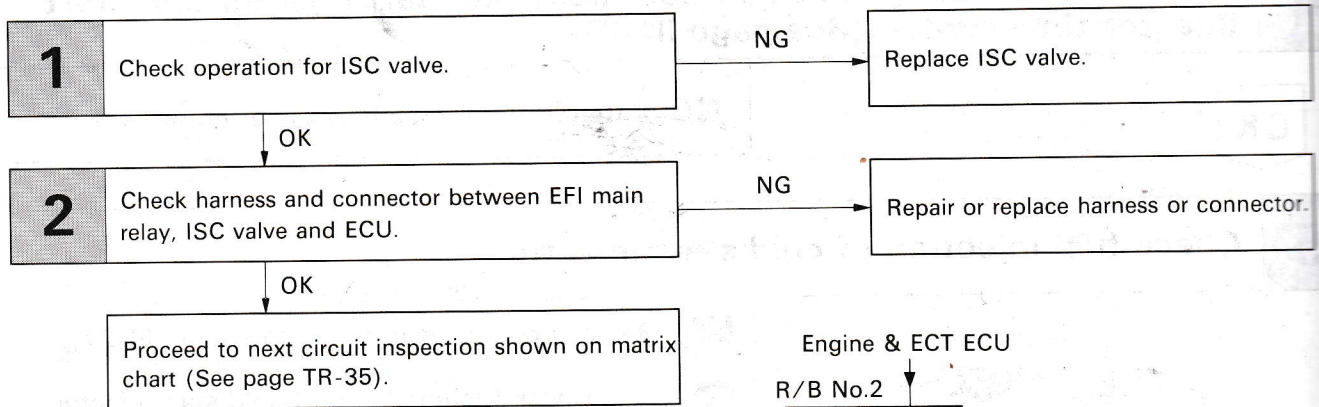 1
Check operation for ISC valve.
NG
Replace ISC valve.
OK
2
Check harness and connector between EFI main
relay, ISC valve and ECU.
NG
Repair or replace harness or connector.
OK
Proceed to next circuit inspection shown on matrix
chart (See page TR-35).
Engine & ECT ECU
R/B No.2